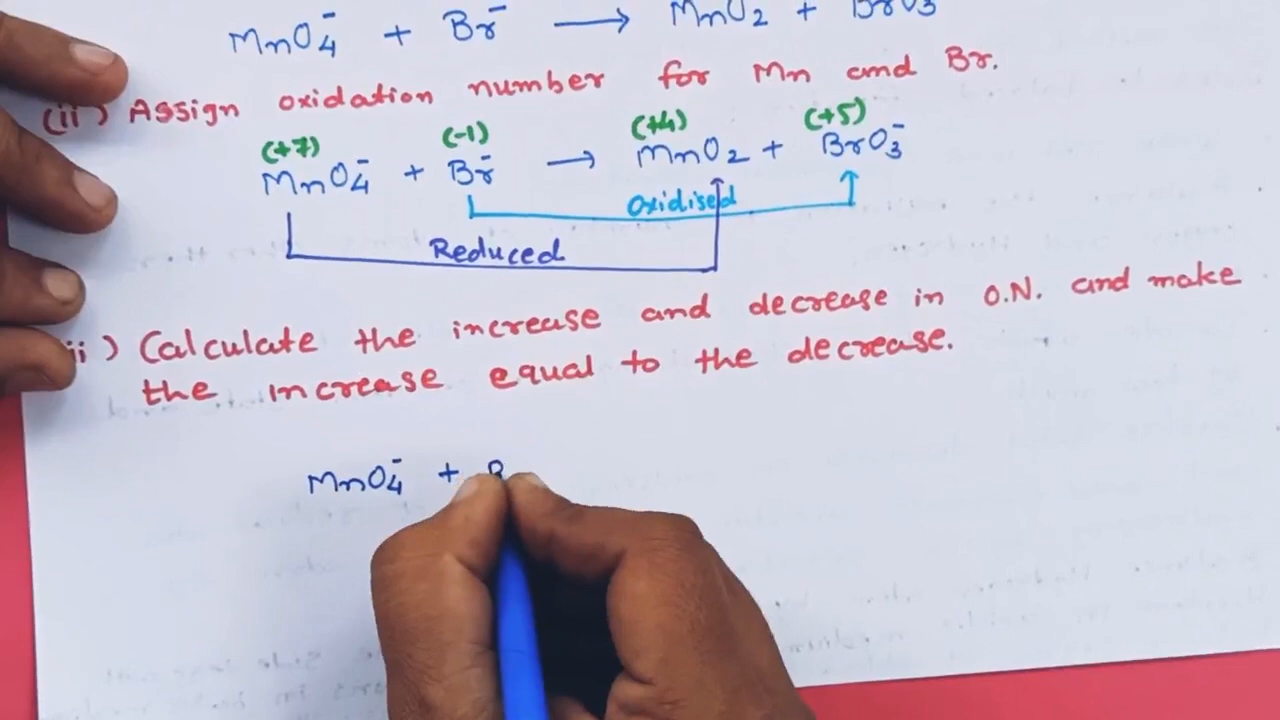 MnO₄⁻ + Br⁻ → MnO₂ + BrO₃
(ii) Assign oxidation number for Mn and Br.
(+7) (-1) (+4) (+5)
MnO₄⁻ + Br⁻ → MnO₂ + BrO₃⁻
Oxidised
Reduced
ii) Calculate the increase and decrease in O.N. and make
the increase equal to the decrease.
MnO₄⁻ + B